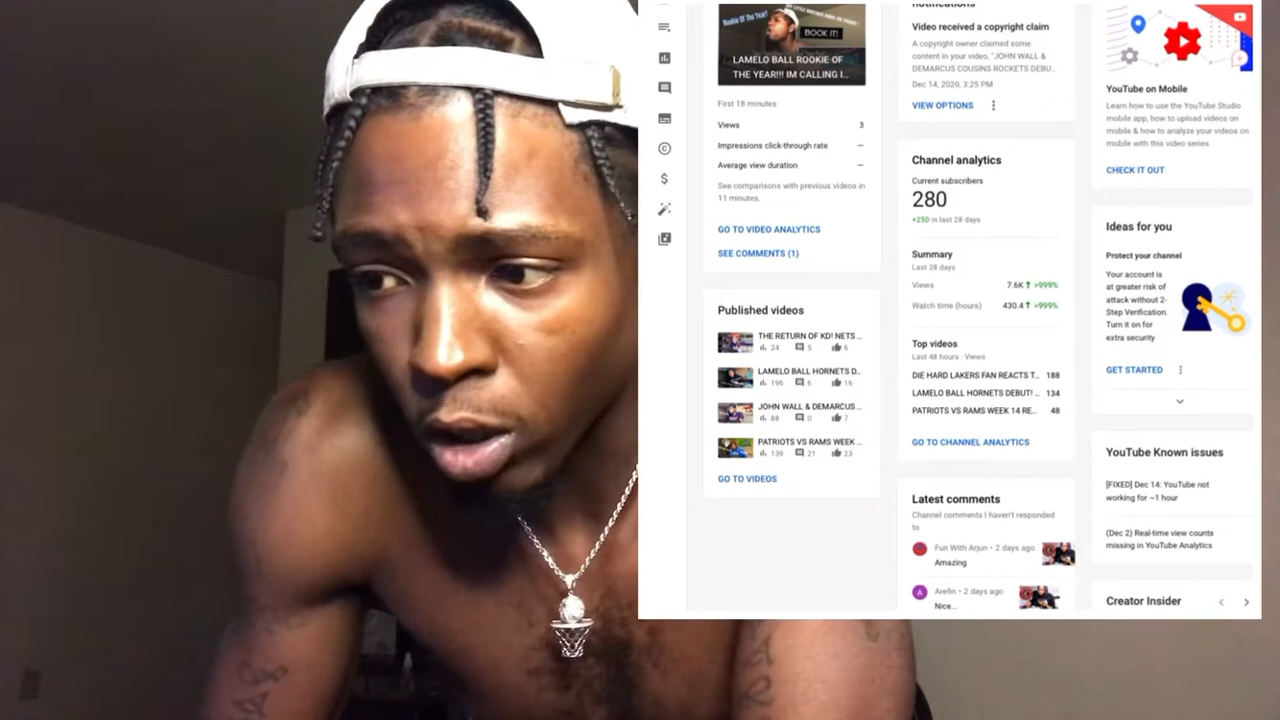 Rookie Of The Year!
BOOK IT!
LAMELO BALL ROOKIE OF
THE YEAR!!! IM CALLING I...
First 18 minutes:
Views 3
Impressions click-through rate –
Average view duration –
See comparisons with previous videos in
11 minutes.
GO TO VIDEO ANALYTICS
SEE COMMENTS (1)
Published videos
THE RETURN OF KD! NETS ...
24 5 6
LAMELO BALL HORNETS D...
196 6 16
JOHN WALL & DEMARCUS ...
88 0 7
PATRIOTS VS RAMS WEEK ...
139 21 23
GO TO VIDEOS
notifications
Video received a copyright claim
A copyright owner claimed some
content in your video, "JOHN WALL &
DEMARCUS COUSINS ROCKETS DEBU...
Dec 14, 2020, 3:25 PM
VIEW OPTIONS
Channel analytics
Current subscribers
280
+250 in last 28 days
Summary
Last 28 days
Views 7.6K >999%
Watch time (hours) 430.4 >999%
Top videos
Last 48 hours · Views
DIE HARD LAKERS FAN REACTS T... 188
LAMELO BALL HORNETS DEBUT! ... 134
PATRIOTS VS RAMS WEEK 14 RE... 48
GO TO CHANNEL ANALYTICS
Latest comments
Channel comments I haven't responded
to
Fun With Arjun • 2 days ago
Amazing
A
Arefin • 2 days ago
Nice...
YouTube on Mobile
Learn how to use the YouTube Studio
mobile app, how to upload videos on
mobile & how to analyze your videos on
mobile with this video series
CHECK IT OUT
Ideas for you
Protect your channel
Your account is
at greater risk of
attack without 2-
Step Verification.
Turn it on for
extra security
GET STARTED
YouTube Known issues
[FIXED] Dec 14: YouTube not
working for ~1 hour
(Dec 2) Real-time view counts
missing in YouTube Analytics
Creator Insider